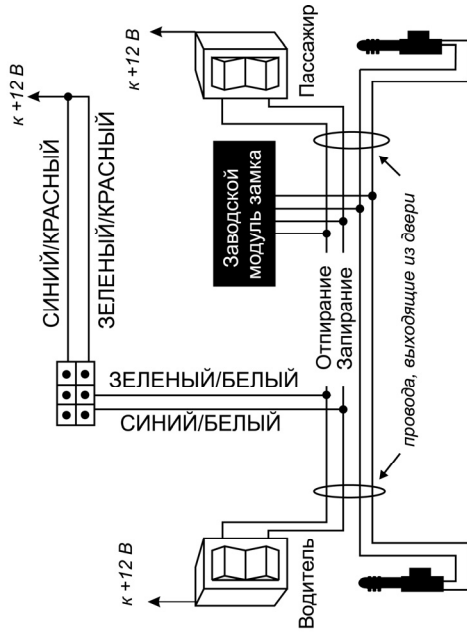 к +12 В
СИНИЙ/КРАСНЫЙ
ЗЕЛЕНЫЙ/КРАСНЫЙ
к +12 В
Пассажир
Заводской
модуль замка
ЗЕЛЕНЫЙ/БЕЛЫЙ
СИНИЙ/БЕЛЫЙ
Отпирание
Запирание
к +12 В
Водитель
провода, выходящие из двери